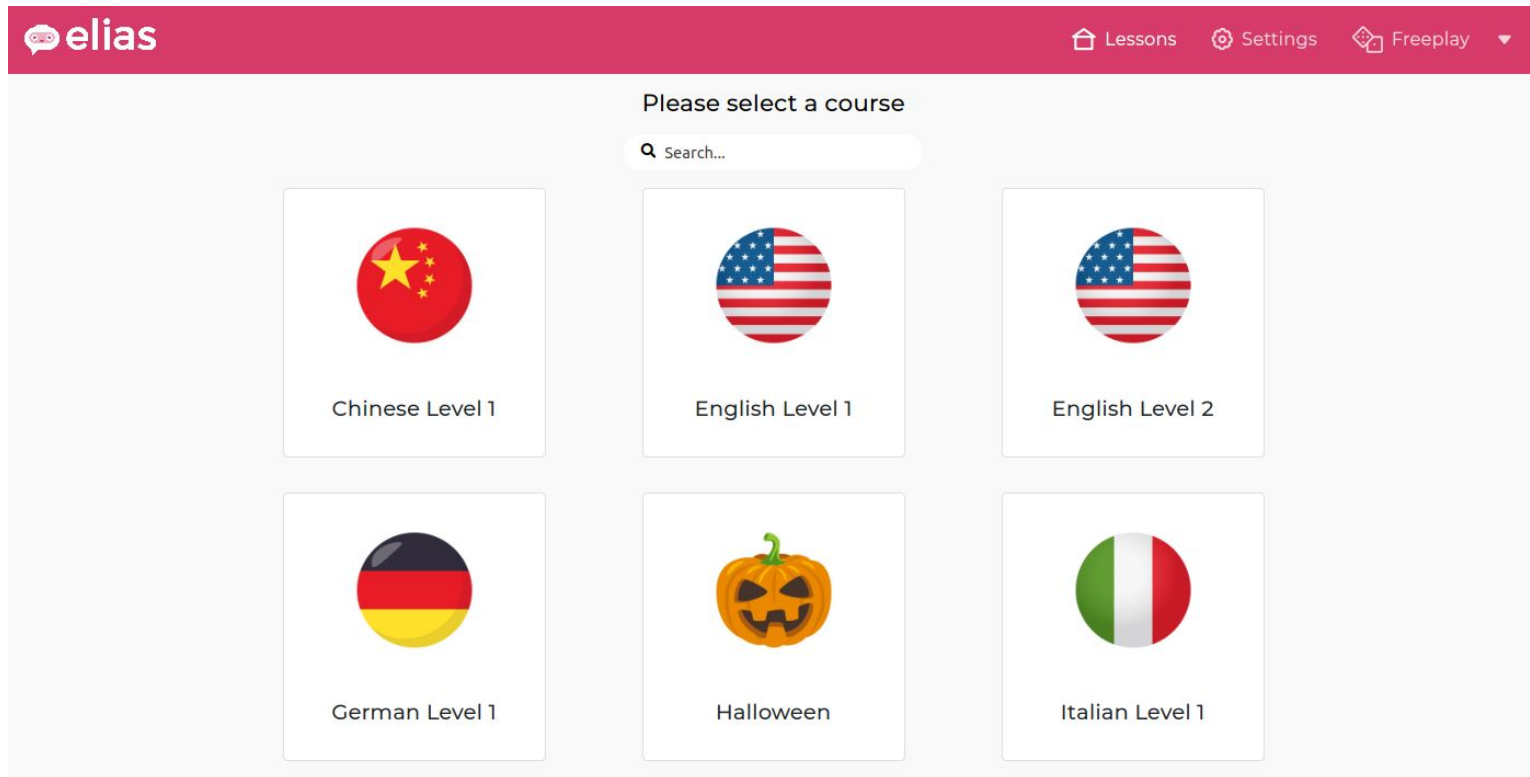 elias
Lessons Settings Freeplay
Please select a course
Search...
Chinese Level 1
English Level 1
English Level 2
German Level 1
Halloween
Italian Level 1